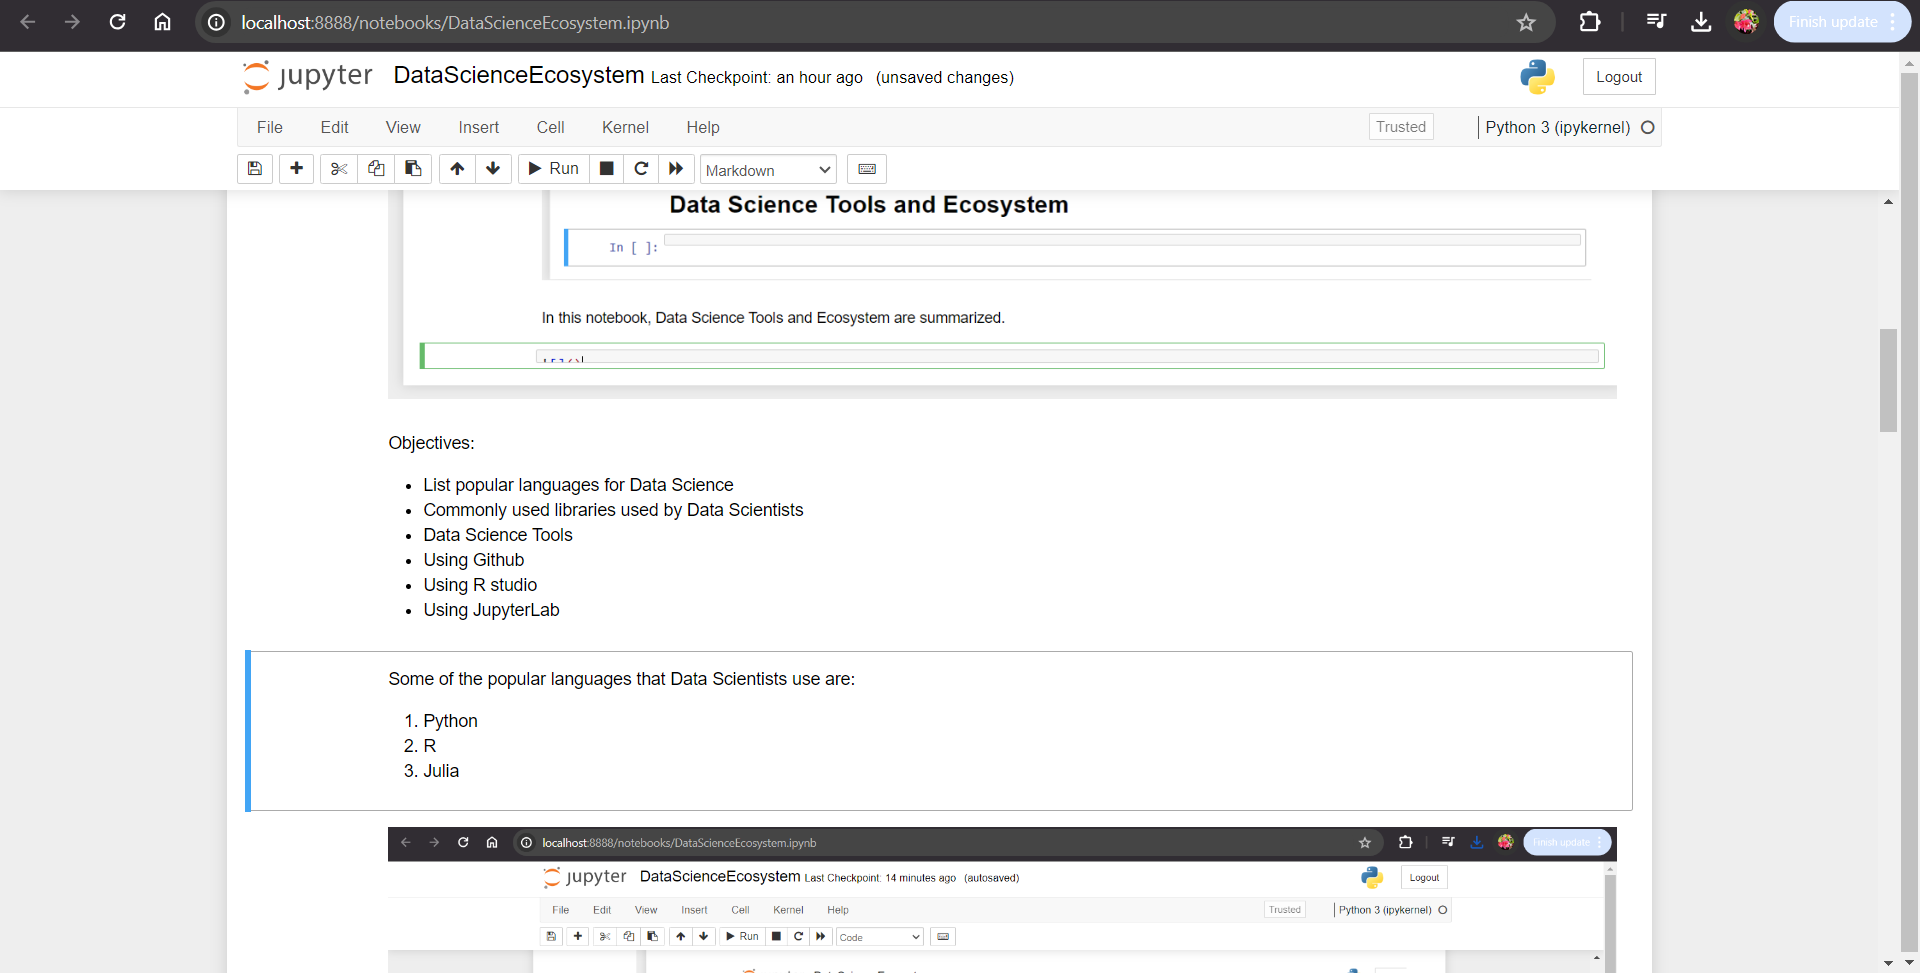 localhost:8888/notebooks/DataScienceEcosystem.ipynb
Finish update
jupyter DataScienceEcosystem Last Checkpoint: an hour ago (unsaved changes)
Logout
File Edit View Insert Cell Kernel Help
Trusted
Python 3 (ipykernel)
Run
Markdown
Data Science Tools and Ecosystem
In [ ]:
In this notebook, Data Science Tools and Ecosystem are summarized.
Objectives:
• List popular languages for Data Science
• Commonly used libraries used by Data Scientists
• Data Science Tools
• Using Github
• Using R studio
• Using JupyterLab
Some of the popular languages that Data Scientists use are:
1. Python
2. R
3. Julia
localhost:8888/notebooks/DataScienceEcosystem.ipynb
Finish update
jupyter DataScienceEcosystem Last Checkpoint: 14 minutes ago (autosaved)
Logout
File Edit View Insert Cell Kernel Help
Trusted
Python 3 (ipykernel)
Run
Code